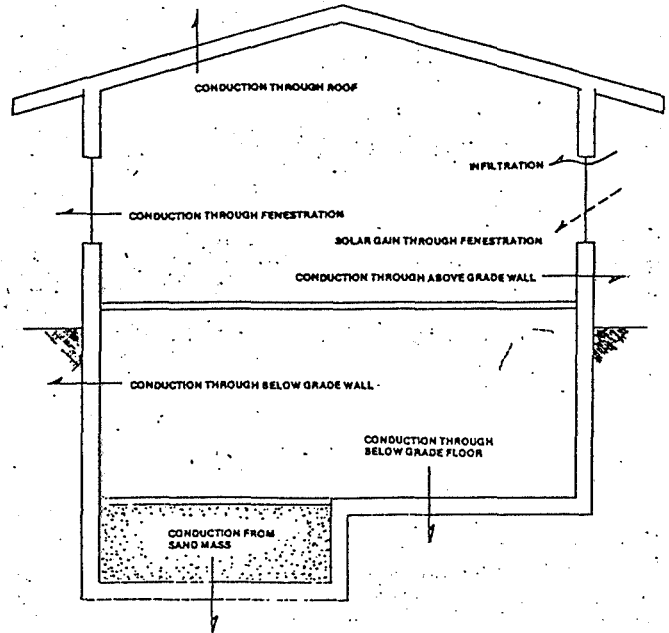 CONDUCTION THROUGH ROOF
INFILTRATION
CONDUCTION THROUGH FENESTRATION
SOLAR GAIN THROUGH FENESTRATION
CONDUCTION THROUGH ABOVE GRADE WALL
CONDUCTION THROUGH BELOW GRADE WALL
CONDUCTION THROUGH
BELOW GRADE FLOOR
CONDUCTION FROM
SAND MASS